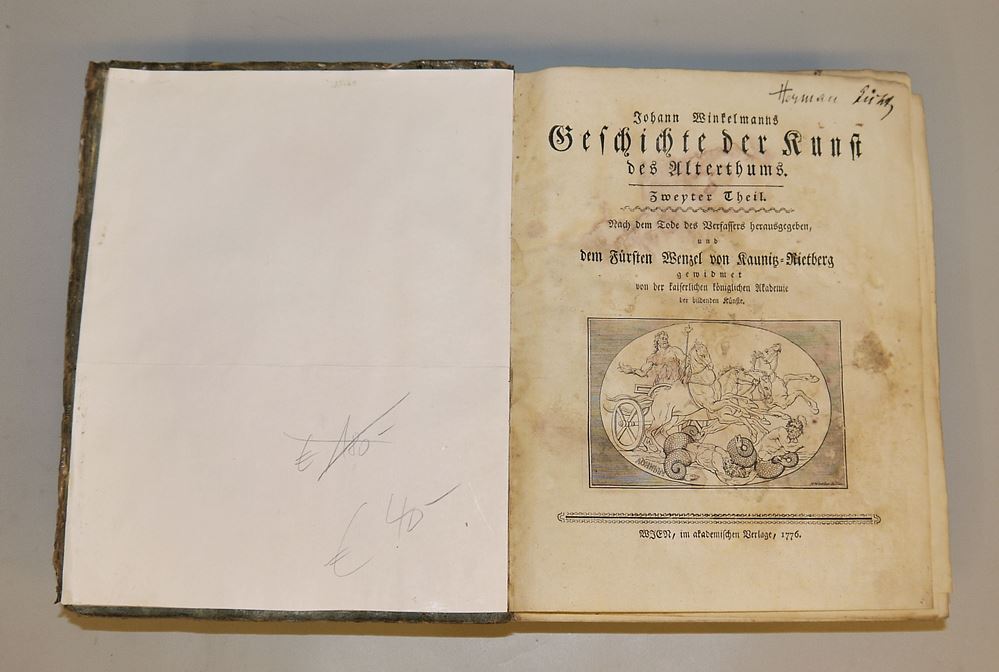 € 40-
Herman
Johann Winkelmanns
Geschichte der Kunst
des Alterthums.
Zweyter Theil.
Nach dem Tode des Verfassers herausgegeben,
und
dem Fürsten Wenzel von Kaunitz-Rietberg
gewidmet
von der kaiserlichen königlichen Akademie
der bildenden Künste.
WIEN, im akademischen Verlage, 1776.